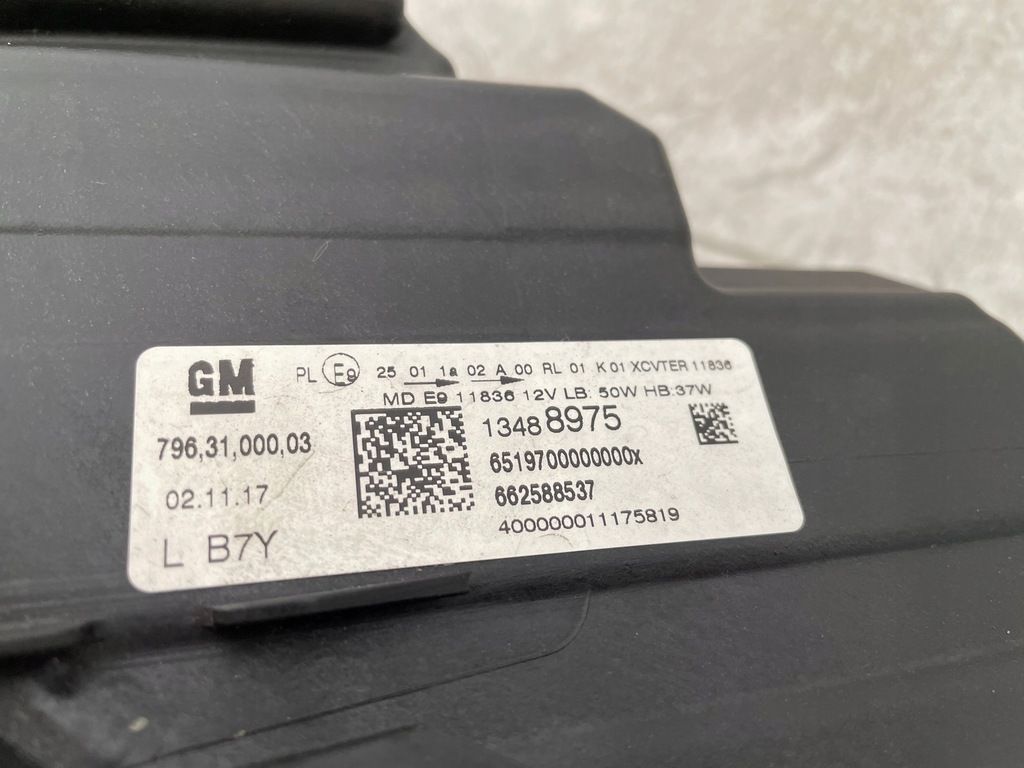 GM
PL E9 25 01 1a 02 A 00 RL 01 K 01 XCVTER 11836
MD E9 11836 12V LB: 50W HB:37W
796,31,000,03
13488975
6519700000000x
02.11.17
662588537
L B7Y
400000011175819